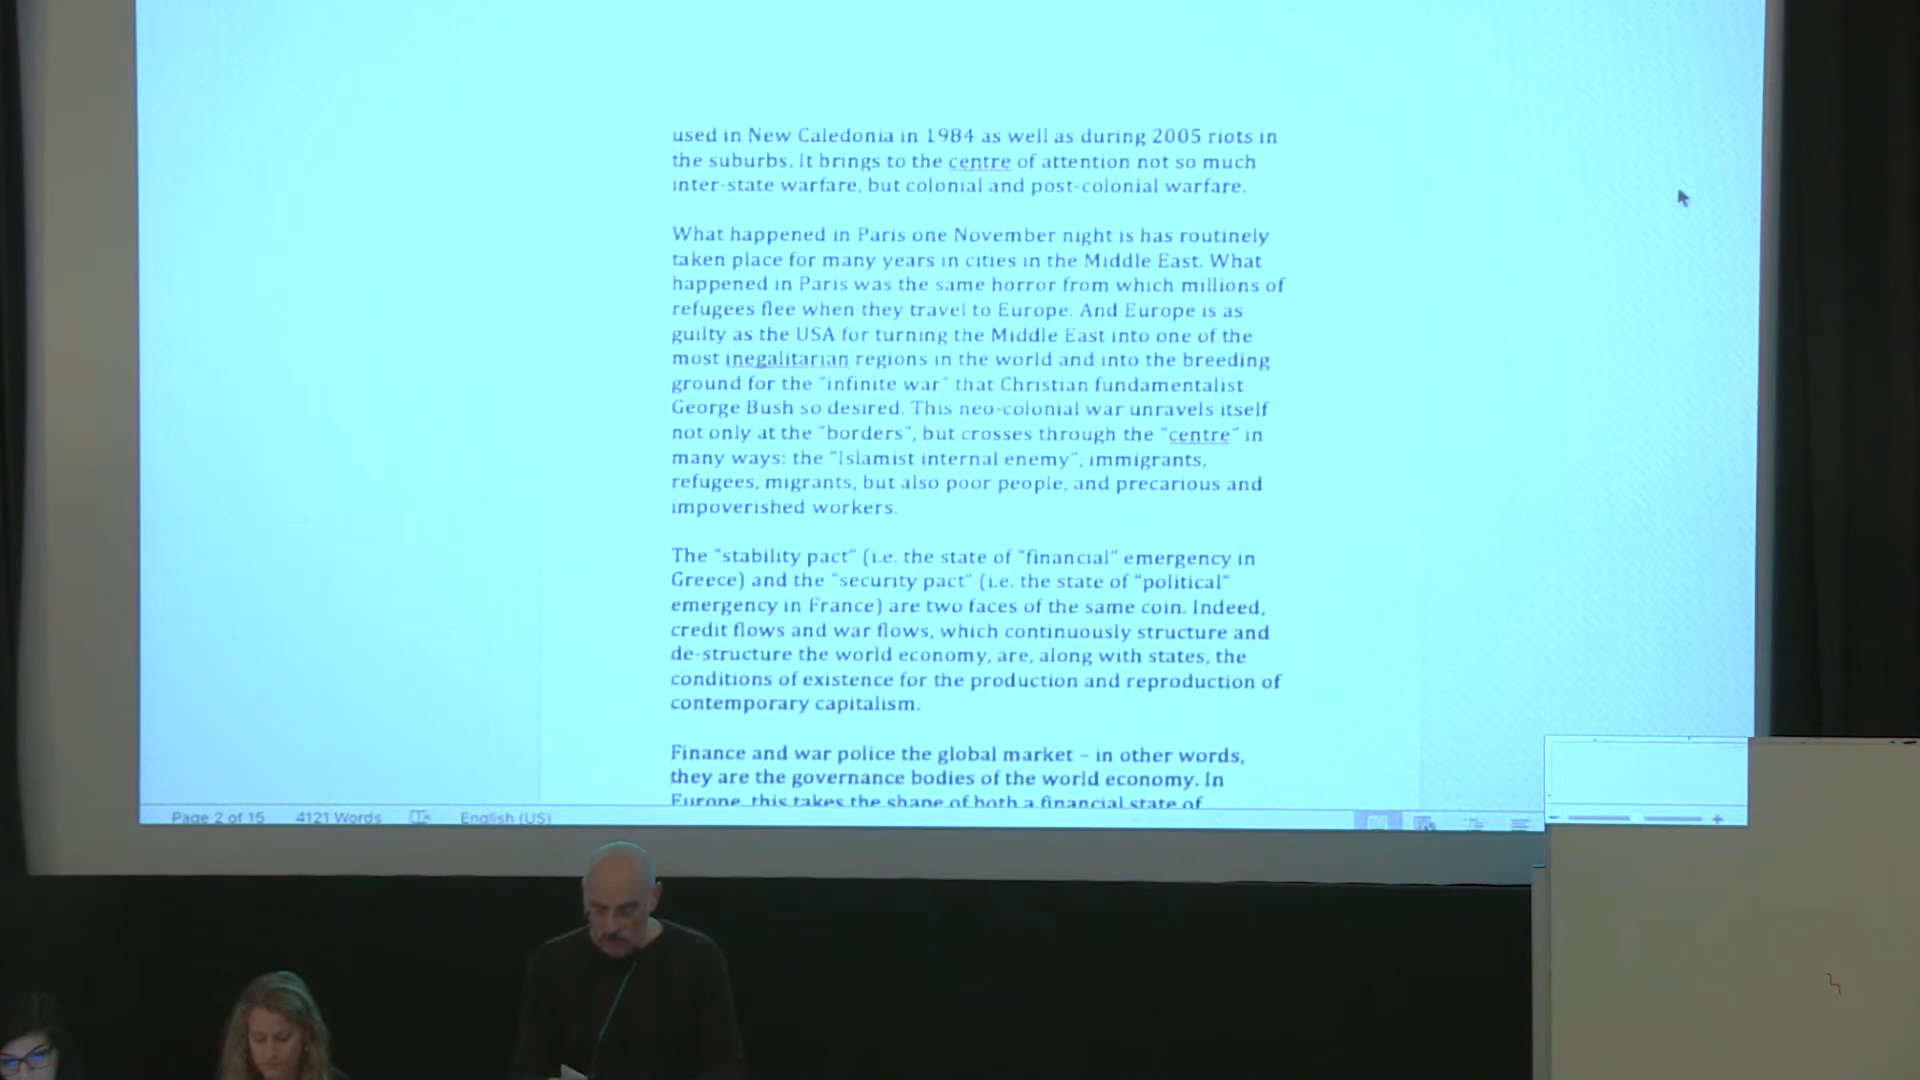 used in New Caledonia in 1984 as well as during 2005 riots in
the suburbs. It brings to the centre of attention not so much
inter-state warfare, but colonial and post-colonial warfare.
What happened in Paris one November night is has routinely
taken place for many years in cities in the Middle East. What
happened in Paris was the same horror from which millions of
refugees flee when they travel to Europe. And Europe is as
guilty as the USA for turning the Middle East into one of the
most inegalitarian regions in the world and into the breeding
ground for the "infinite war" that Christian fundamentalist
George Bush so desired. This neo-colonial war unravels itself
not only at the "borders", but crosses through the "centre" in
many ways: the "Islamist internal enemy", immigrants,
refugees, migrants, but also poor people, and precarious and
impoverished workers.
The "stability pact" (i.e. the state of "financial" emergency in
Greece) and the "security pact" (i.e. the state of "political"
emergency in France) are two faces of the same coin. Indeed,
credit flows and war flows, which continuously structure and
de-structure the world economy, are, along with states, the
conditions of existence for the production and reproduction of
contemporary capitalism.
Finance and war police the global market – in other words,
they are the governance bodies of the world economy. In
Europe, this takes the shape of both a financial state of
Page 2 of 15 4121 Words English (US)